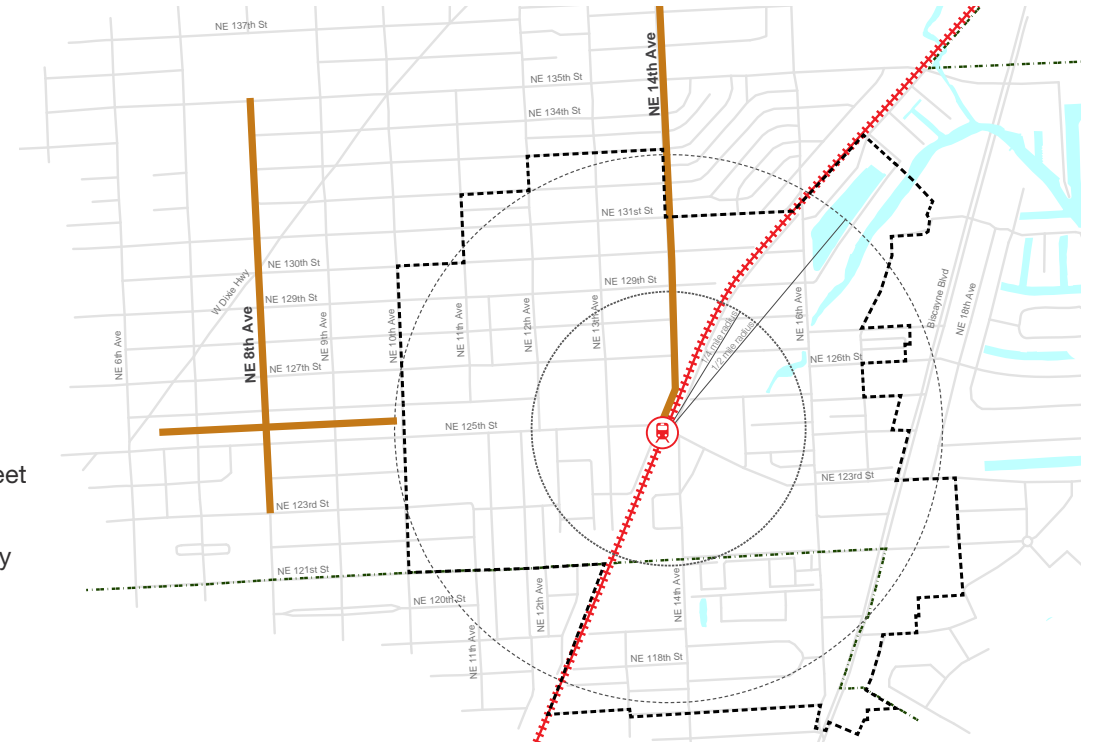 NE 137th St
NE 14th Ave
NE 135th St
NE 134th St
NE 131st St
NE 130th St
NE 129th St
W Dixie Hwy
NE 129th St
NE 8th Ave
NE 6th Ave
NE 9th Ave
NE 10th Ave
NE 11th Ave
NE 12th Ave
NE 13th Ave
1/4 mile radius
1/2 mile radius
NE 16th Ave
Biscayne Blvd
NE 18th Ave
NE 127th St
NE 126th St
NE 125th St
eet
NE 123rd St
NE 123rd St
y
NE 121st St
NE 120th St
NE 12th Ave
NE 14th Ave
NE 11th Ave
NE 118th St